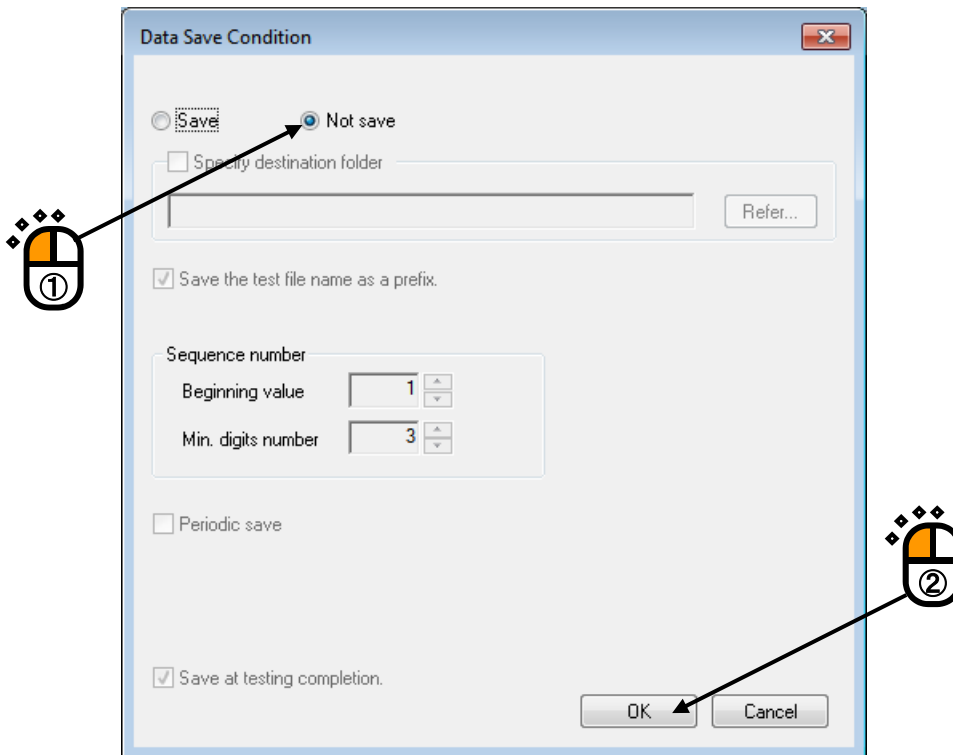 Data Save Condition
Save Not save
Specify destination folder
Refer...
①
Save the test file name as a prefix.
Sequence number
Beginning value 1
Min. digits number 3
Periodic save
②
Save at testing completion.
OK Cancel